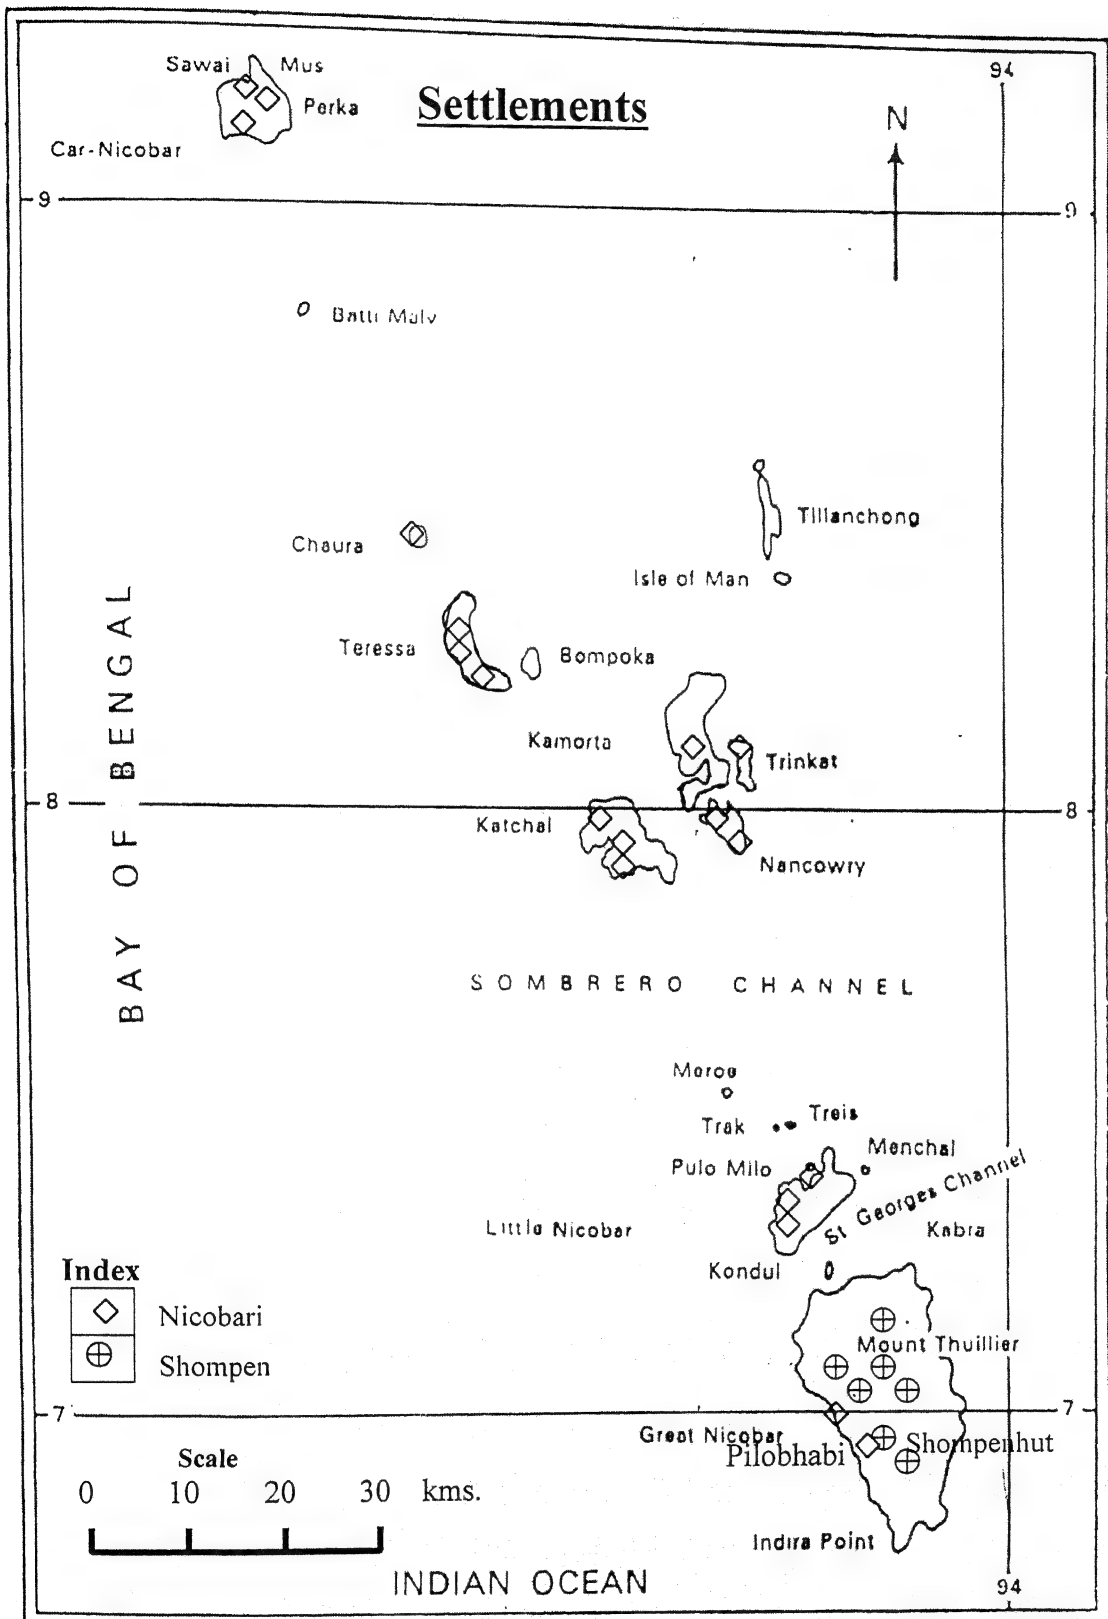 Sawai
Mus
94
Perka
Settlements
N
Car-Nicobar
9
9
Batti Malv
Tillanchong
Chaura
Isle of Man
Teressa
Bompoka
Kamorta
Trinkat
BAY OF BENGAL
8
8
Katchal
Nancowry
SOMBRERO CHANNEL
Meroe
Trak
Treis
Menchal
Pulo Milo
St Georges Channel
Little Nicobar
Kabra
Kondul
Index
Nicobari
Shompen
Mount Thuillier
7
7
Great Nicobar
Pilobhabi
Shompenhut
Scale
0 10 20 30 kms.
Indira Point
INDIAN OCEAN
94